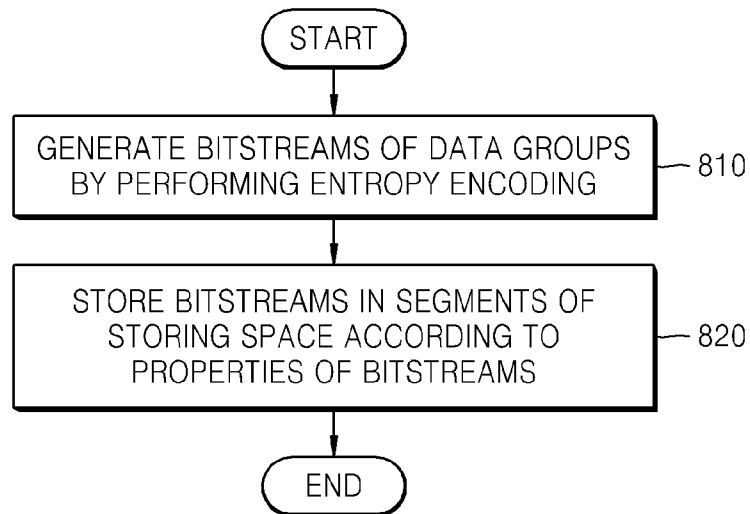 START
GENERATE BITSTREAMS OF DATA GROUPS
BY PERFORMING ENTROPY ENCODING
810
STORE BITSTREAMS IN SEGMENTS OF
STORING SPACE ACCORDING TO
PROPERTIES OF BITSTREAMS
820
END